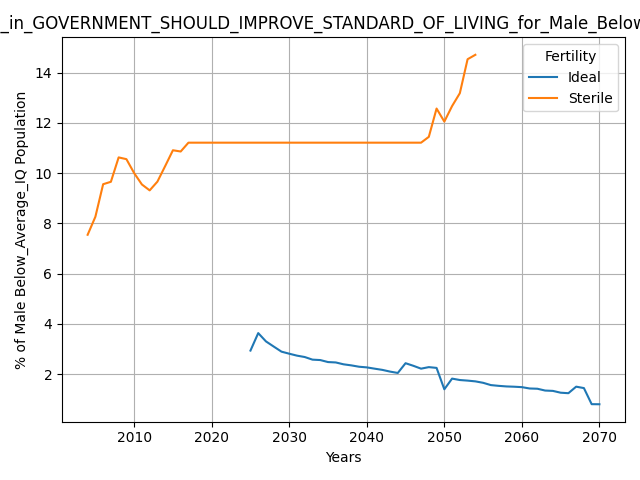 _in_GOVERNMENT_SHOULD_IMPROVE_STANDARD_OF_LIVING_for_Male_Below
Fertility
Ideal
Sterile
% of Male Below_Average_IQ Population
14
12
10
8
6
4
2
2010 2020 2030 2040 2050 2060 2070
Years